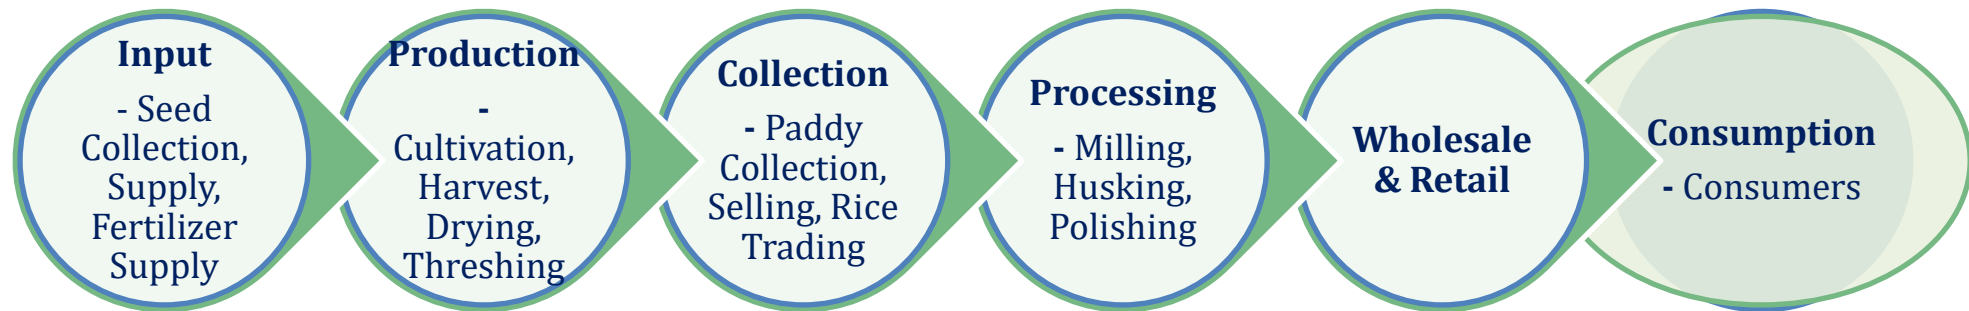 Input
- Seed
Collection,
Supply,
Fertilizer
Supply
Production
-
Cultivation,
Harvest,
Drying,
Threshing
Collection
- Paddy
Collection,
Selling, Rice
Trading
Processing
- Milling,
Husking,
Polishing
Wholesale
& Retail
Consumption
- Consumers